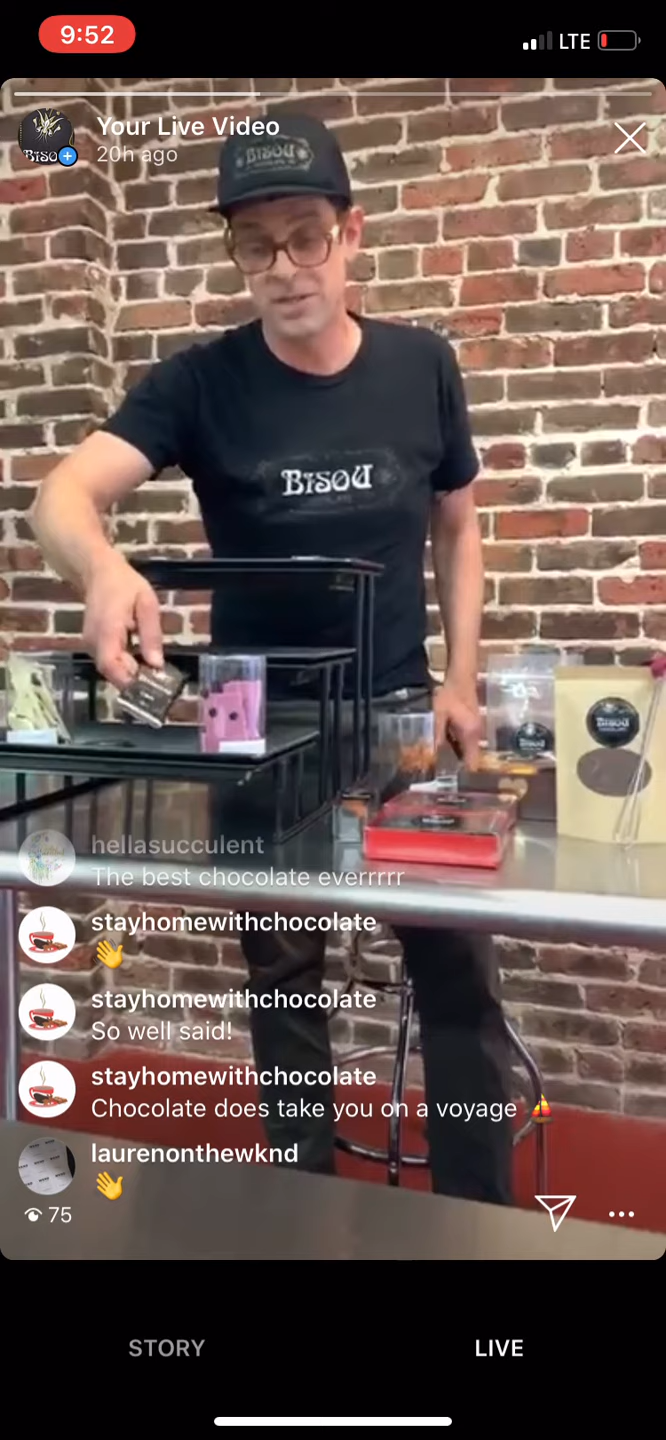 9:52
LTE
Your Live Video
20h ago
BISOU
BISOU
BISOU
BISOU
hellasucculent
The best chocolate everrrrr
stayhomewithchocolate
👋
stayhomewithchocolate
So well said!
stayhomewithchocolate
Chocolate does take you on a voyage ⛵
laurenonthewknd
👋
75
STORY
LIVE